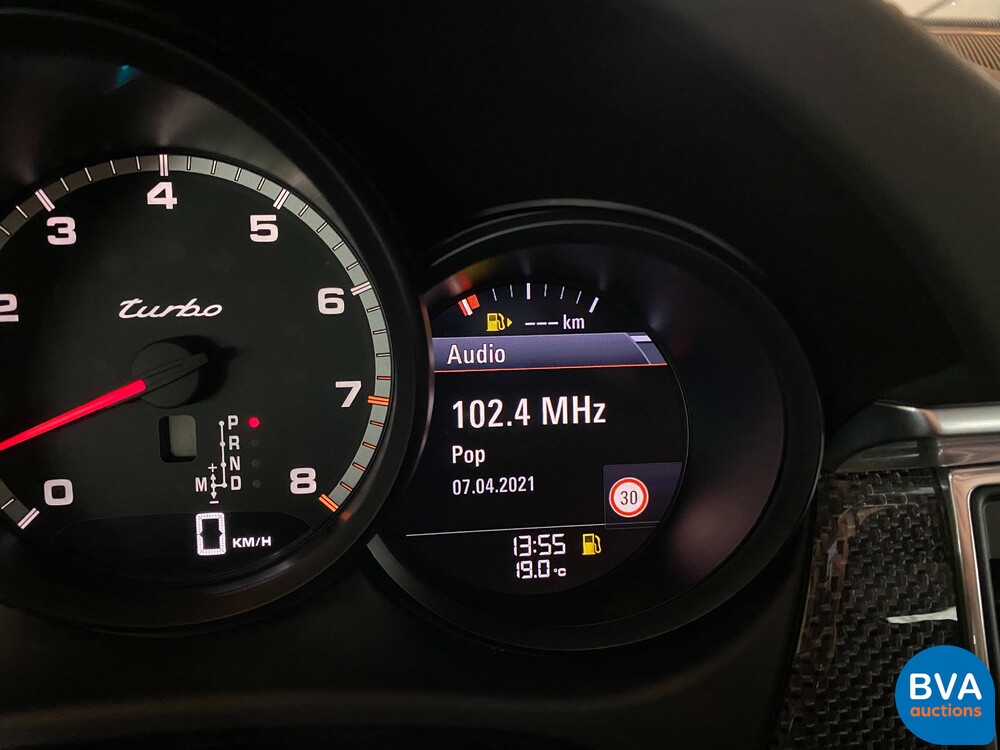 2
3
4
5
6
7
8
0
turbo
P
R
N
M D
+
-
0 KM/H
--- km
Audio
102.4 MHz
Pop
07.04.2021
30
13:55
19.0 °C
BVA
auctions